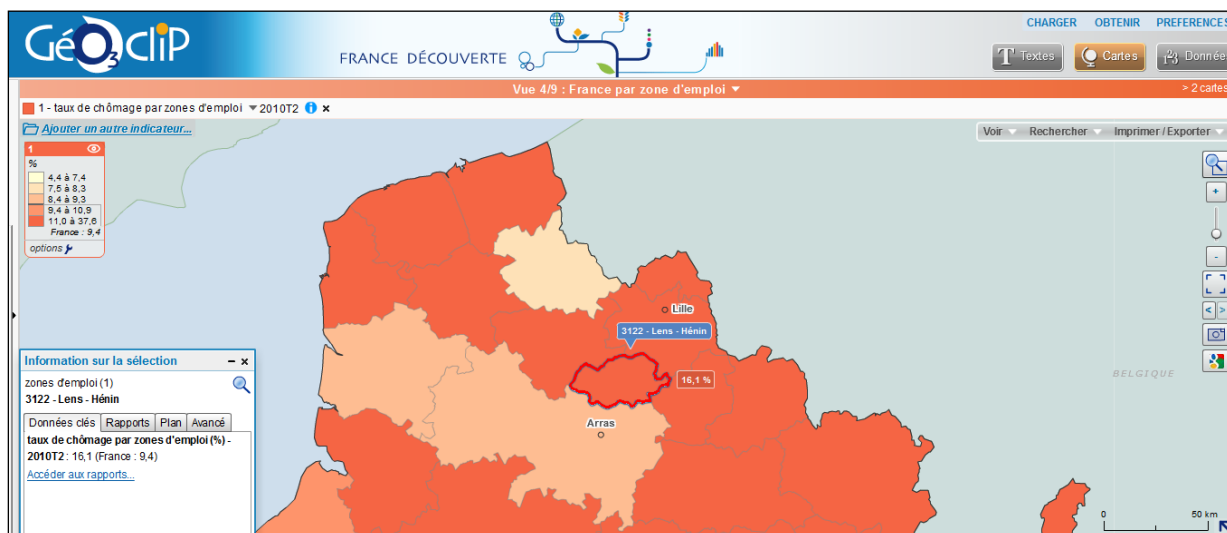 GéO3cliP
FRANCE DÉCOUVERTE
CHARGER OBTENIR PREFERENCES
T Textes
Cartes
123 Données
Vue 4/9 : France par zone d'emploi
> 2 cartes
1 - taux de chômage par zones d'emploi 2010T2 i x
Ajouter un autre indicateur...
Voir Rechercher Imprimer / Exporter
1
%
4,4 à 7,4
7,5 à 8,3
8,4 à 9,3
9,4 à 10,9
11,0 à 37,6
France : 9,4
options
+
-
< >
Lille
3122 - Lens - Hénin
16,1 %
BELGIQUE
Arras
Information sur la sélection – x
zones d'emploi (1)
3122 - Lens - Hénin
Données clés Rapports Plan Avancé
taux de chômage par zones d'emploi (%) -
2010T2 : 16,1 (France : 9,4)
Accéder aux rapports...
0 50 km